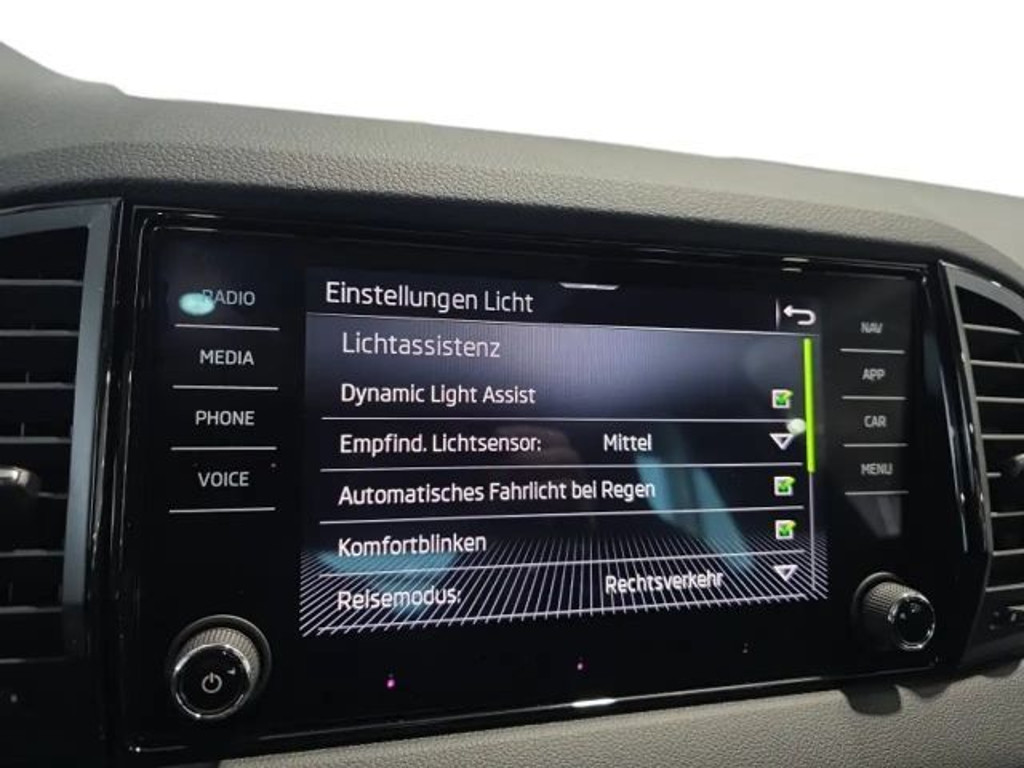 RADIO
MEDIA
PHONE
VOICE
Einstellungen Licht
Lichtassistenz
Dynamic Light Assist
Empfind. Lichtsensor: Mittel
Automatisches Fahrlicht bei Regen
Komfortblinken
Reisemodus: Rechtsverkehr
NAV
APP
CAR
MENU